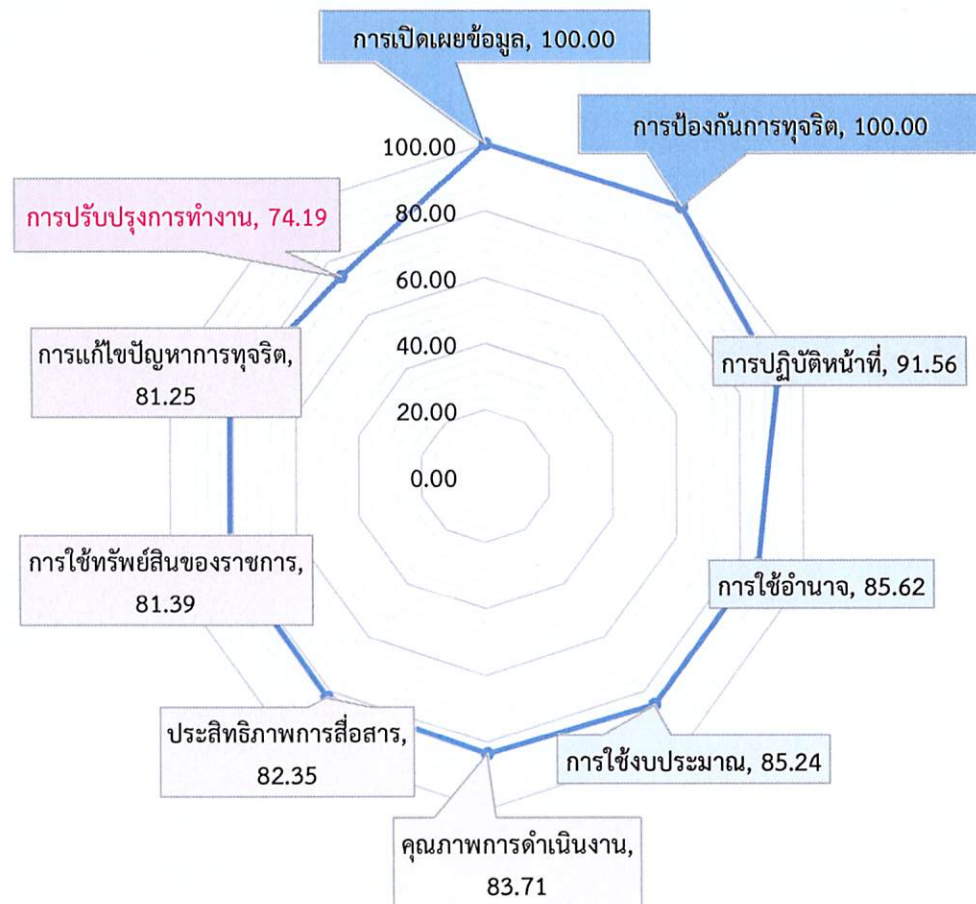 การเปิดเผยข้อมูล, 100.00
การป้องกันการทุจริต, 100.00
100.00
การปรับปรุงการทำงาน, 74.19
80.00
60.00
การแก้ไขปัญหาการทุจริต,
81.25
40.00
การปฏิบัติหน้าที่, 91.56
20.00
0.00
การใช้ทรัพย์สินของราชการ,
81.39
การใช้อำนาจ, 85.62
ประสิทธิภาพการสื่อสาร,
82.35
การใช้งบประมาณ, 85.24
คุณภาพการดำเนินงาน,
83.71